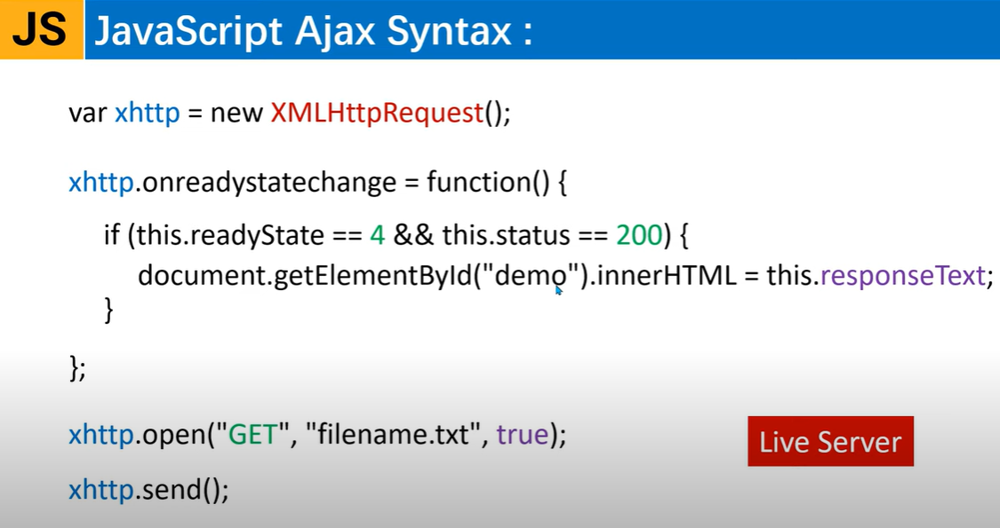 JS JavaScript Ajax Syntax :
var xhttp = new XMLHttpRequest();
xhttp.onreadystatechange = function() {
if (this.readyState == 4 && this.status == 200) {
document.getElementById("demo").innerHTML = this.responseText;
}
};
xhttp.open("GET", "filename.txt", true);
Live Server
xhttp.send();